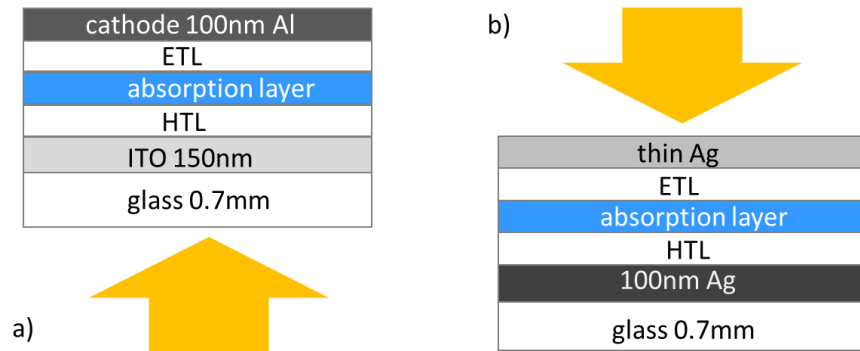 cathode 100nm Al
ETL
absorption layer
HTL
ITO 150nm
glass 0.7mm
a)
b)
thin Ag
ETL
absorption layer
HTL
100nm Ag
glass 0.7mm